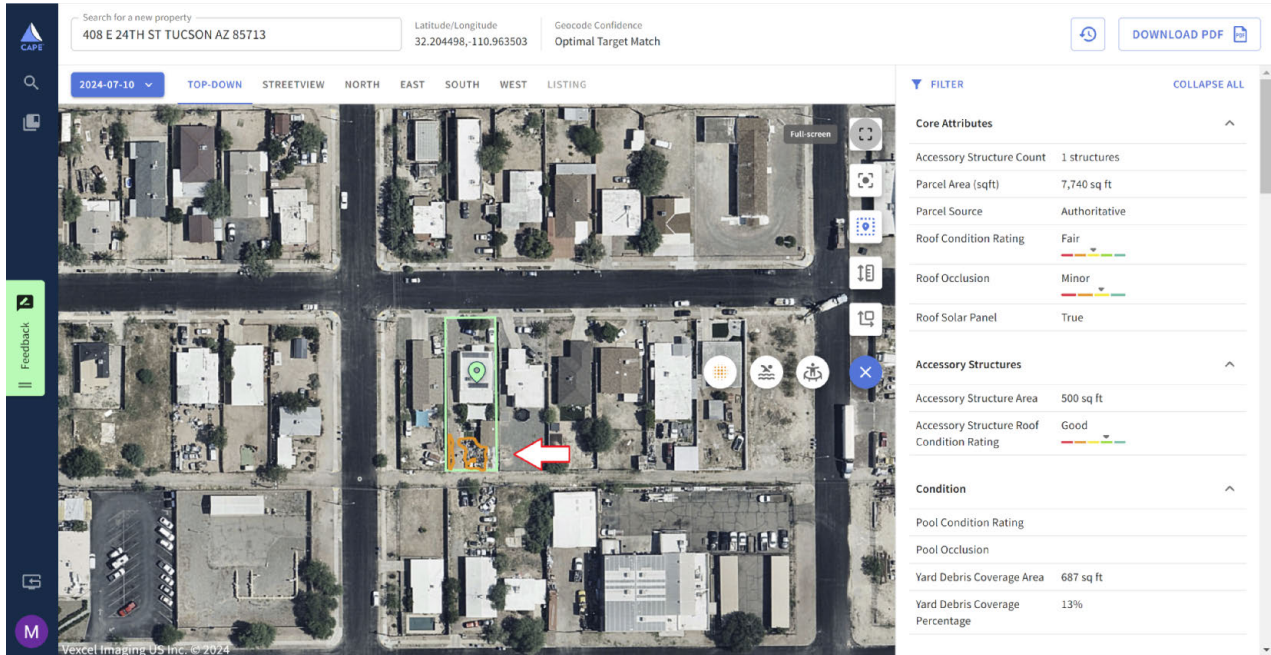 CAPE
Search for a new property
408 E 24TH ST TUCSON AZ 85713
Latitude/Longitude
32.204498,-110.963503
Geocode Confidence
Optimal Target Match
DOWNLOAD PDF
PDF
2024-07-10
TOP-DOWN
STREETVIEW
NORTH
EAST
SOUTH
WEST
LISTING
FILTER
COLLAPSE ALL
Full-screen
Feedback
M
Vexcel Imaging US Inc. © 2024
Core Attributes
Accessory Structure Count 1 structures
Parcel Area (sqft) 7,740 sq ft
Parcel Source Authoritative
Roof Condition Rating Fair
Roof Occlusion Minor
Roof Solar Panel True
Accessory Structures
Accessory Structure Area 500 sq ft
Accessory Structure Roof Good
Condition Rating
Condition
Pool Condition Rating
Pool Occlusion
Yard Debris Coverage Area 687 sq ft
Yard Debris Coverage 13%
Percentage